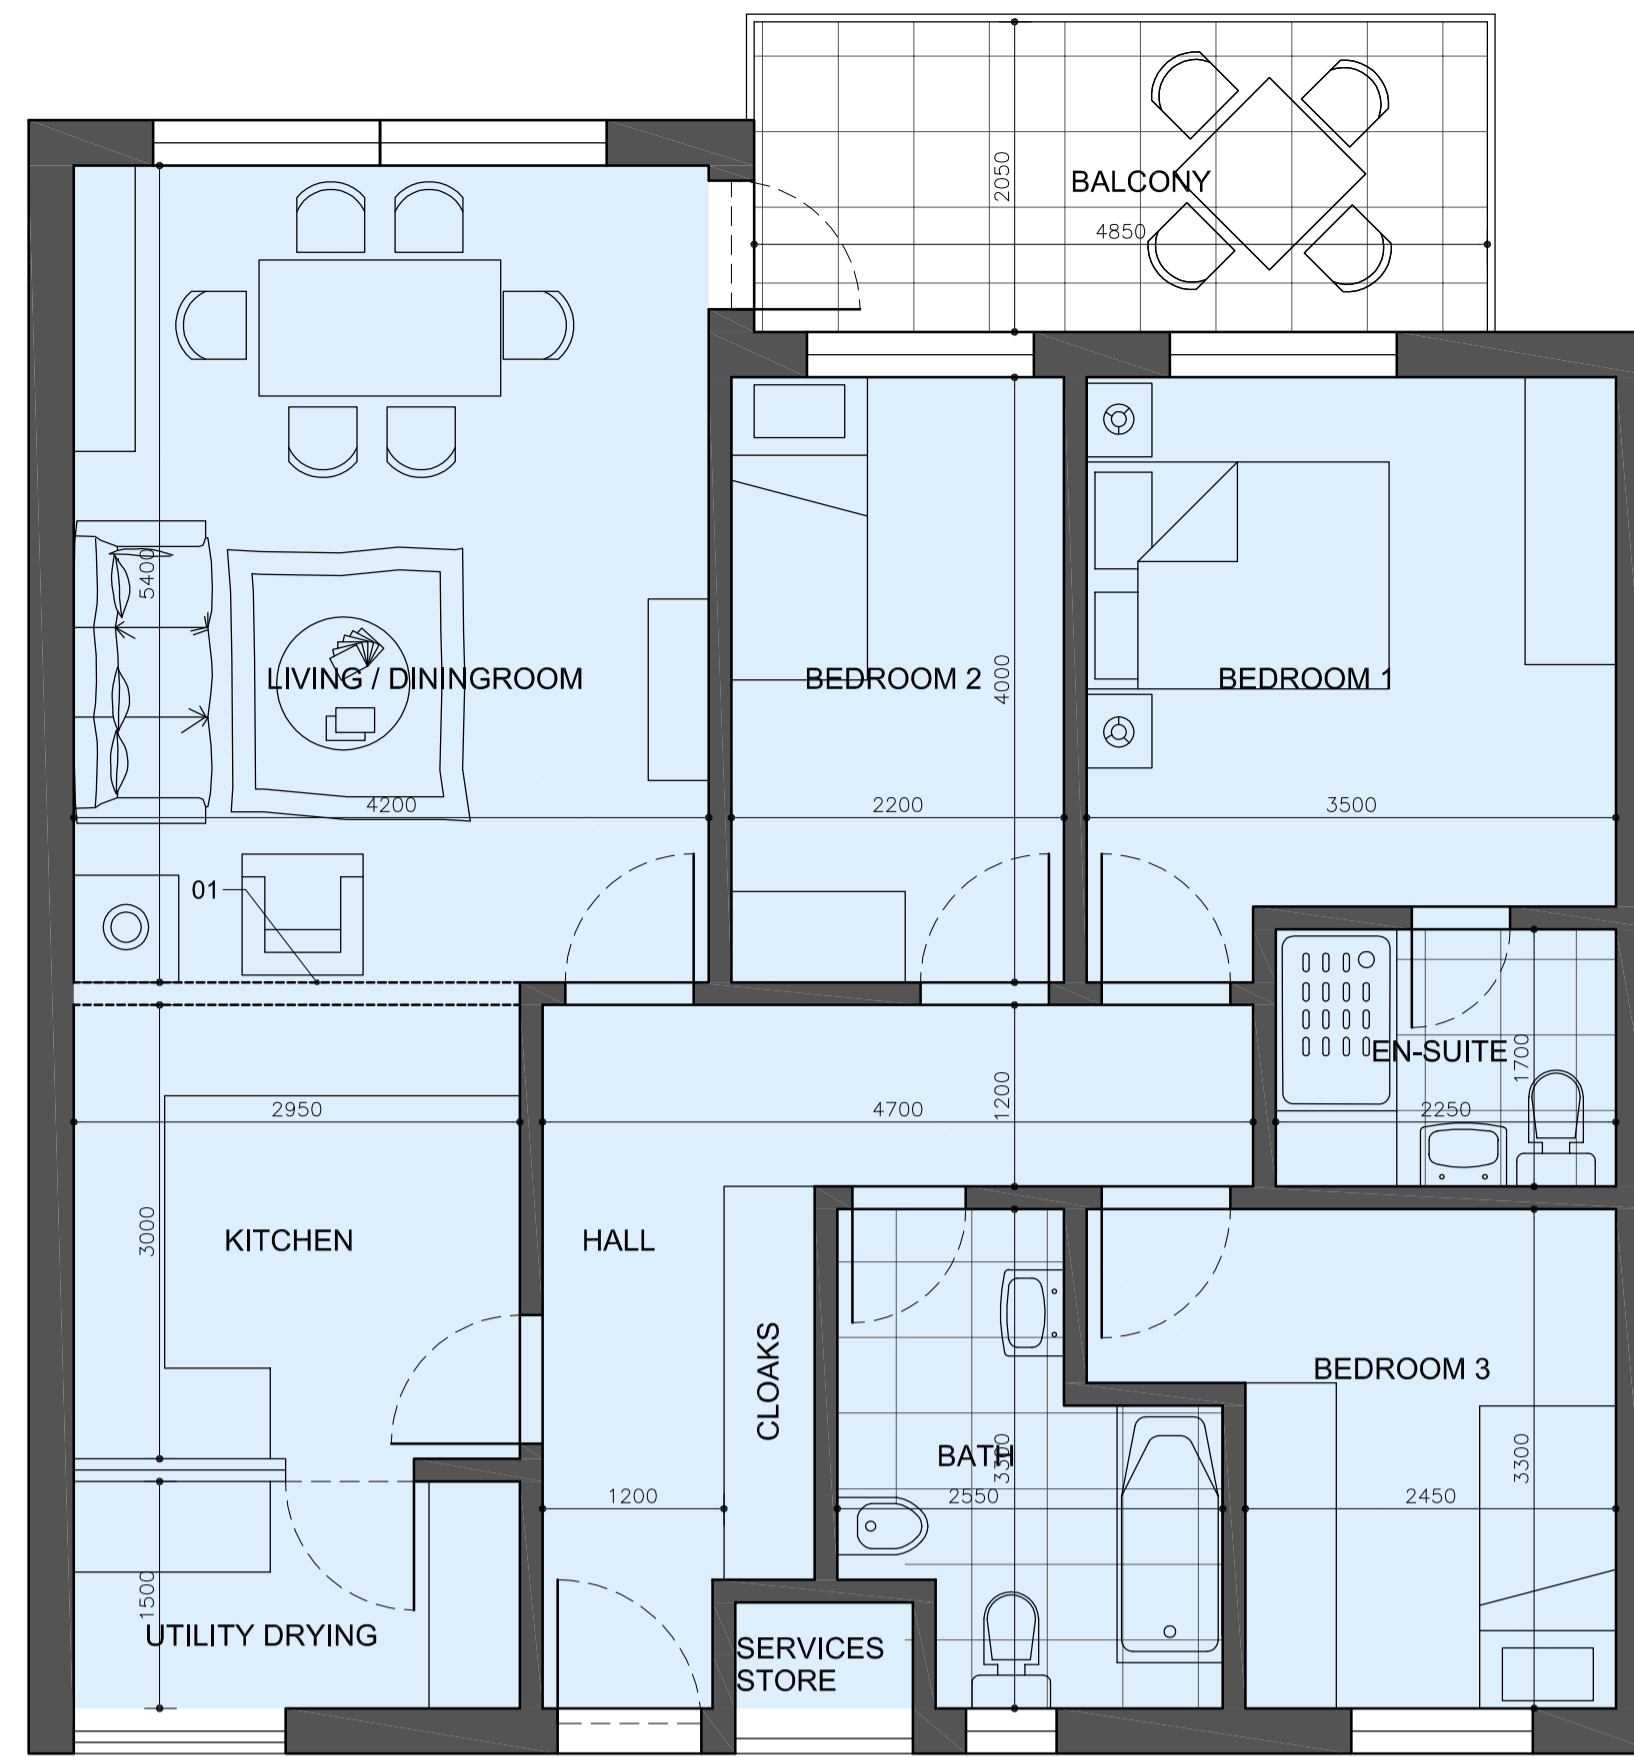 2050
BALCONY
4850
5400
LIVING / DININGROOM
BEDROOM 2
4000
BEDROOM 1
4200
2200
3500
01
EN-SUITE
1700
2950
4700
1200
2250
3000
KITCHEN
HALL
CLOAKS
BEDROOM 3
BATH
3300
3300
1200
2550
2450
1500
UTILITY DRYING
SERVICES
STORE